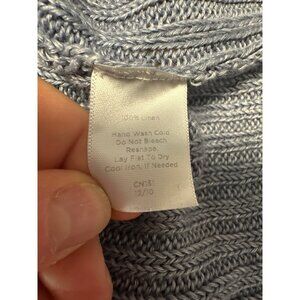 100% Linen
Hand Wash Cold
Do Not Bleach
Reshape,
Lay Flat To Dry
Cool Iron, If Needed
CN151
12/10